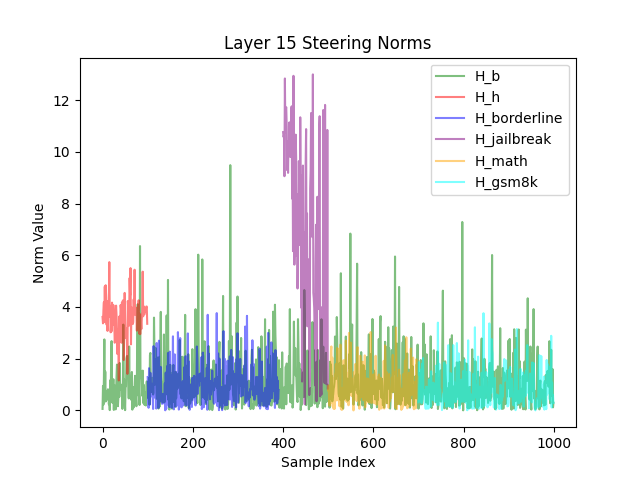 Layer 15 Steering Norms
H_b
H_h
H_borderline
H_jailbreak
H_math
H_gsm8k
Norm Value
12
10
8
6
4
2
0
0 200 400 600 800 1000
Sample Index